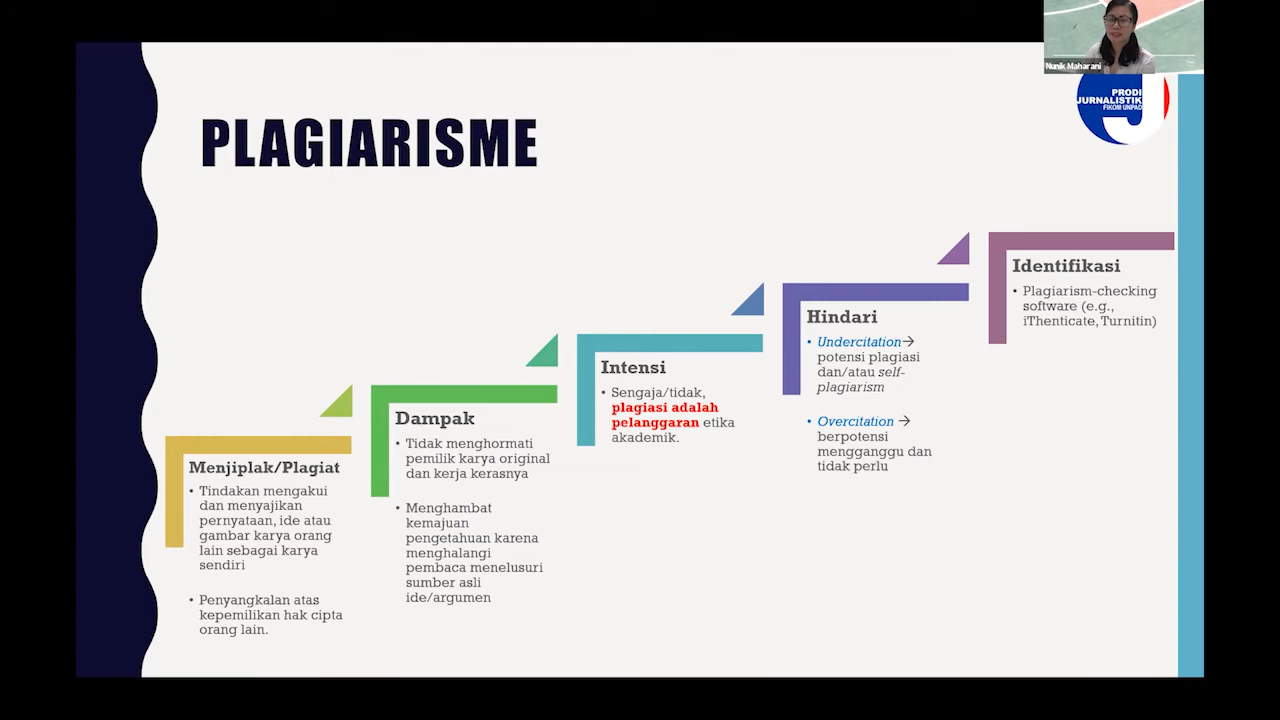 Nunik Maharani
PRODI
JURNALISTIK
FIKOM UNPAD
PLAGIARISME
Menjiplak/Plagiat
• Tindakan mengakui
dan menyajikan
pernyataan, ide atau
gambar karya orang
lain sebagai karya
sendiri
• Penyangkalan atas
kepemilikan hak cipta
orang lain.
Dampak
• Tidak menghormati
pemilik karya original
dan kerja kerasnya
• Menghambat
kemajuan
pengetahuan karena
menghalangi
pembaca menelusuri
sumber asli
ide/argumen
Intensi
• Sengaja/tidak,
plagiasi adalah
pelanggaran etika
akademik.
Hindari
• Undercitation→
potensi plagiasi
dan/atau self-
plagiarism
• Overcitation →
berpotensi
mengganggu dan
tidak perlu
Identifikasi
• Plagiarism-checking
software (e.g.,
iThenticate, Turnitin)